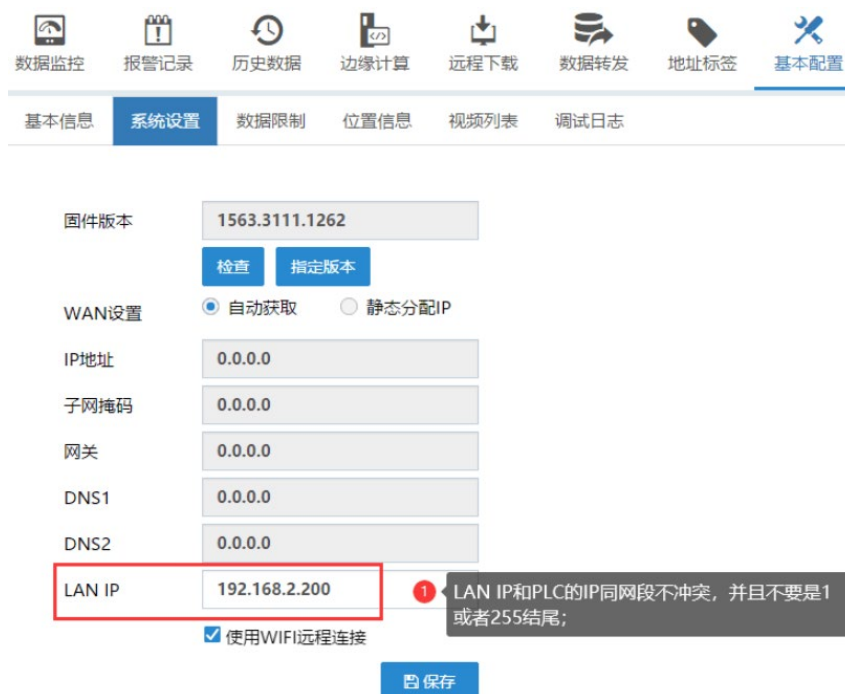 数据监控 报警记录 历史数据 边缘计算 远程下载 数据转发 地址标签 基本配置
基本信息 系统设置 数据限制 位置信息 视频列表 调试日志
固件版本 1563.3111.1262
检查 指定版本
WAN设置 自动获取 静态分配IP
IP地址 0.0.0.0
子网掩码 0.0.0.0
网关 0.0.0.0
DNS1 0.0.0.0
DNS2 0.0.0.0
LAN IP 192.168.2.200 1 LAN IP和PLC的IP同网段不冲突，并且不要是1
或者255结尾；
使用WIFI远程连接
保存